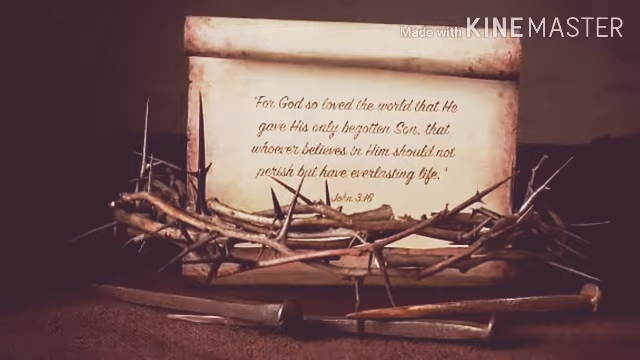 Made with KINEMASTER
"For God so loved the world that He
gave His only begotten Son, that
whoever believes in Him should not
perish but have everlasting life."
John 3:16